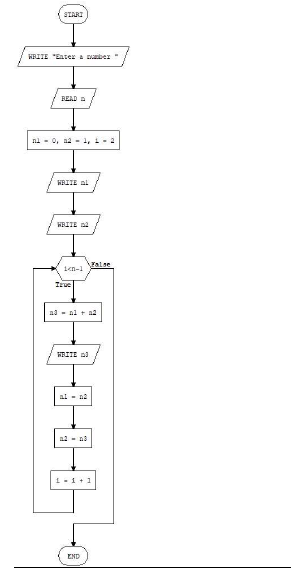 START
WRITE "Enter a number "
READ n
n1 = 0, n2 = 1, i = 2
WRITE n1
WRITE n2
i<n-1
False
True
n3 = n1 + n2
WRITE n3
n1 = n2
n2 = n3
i = i + 1
END